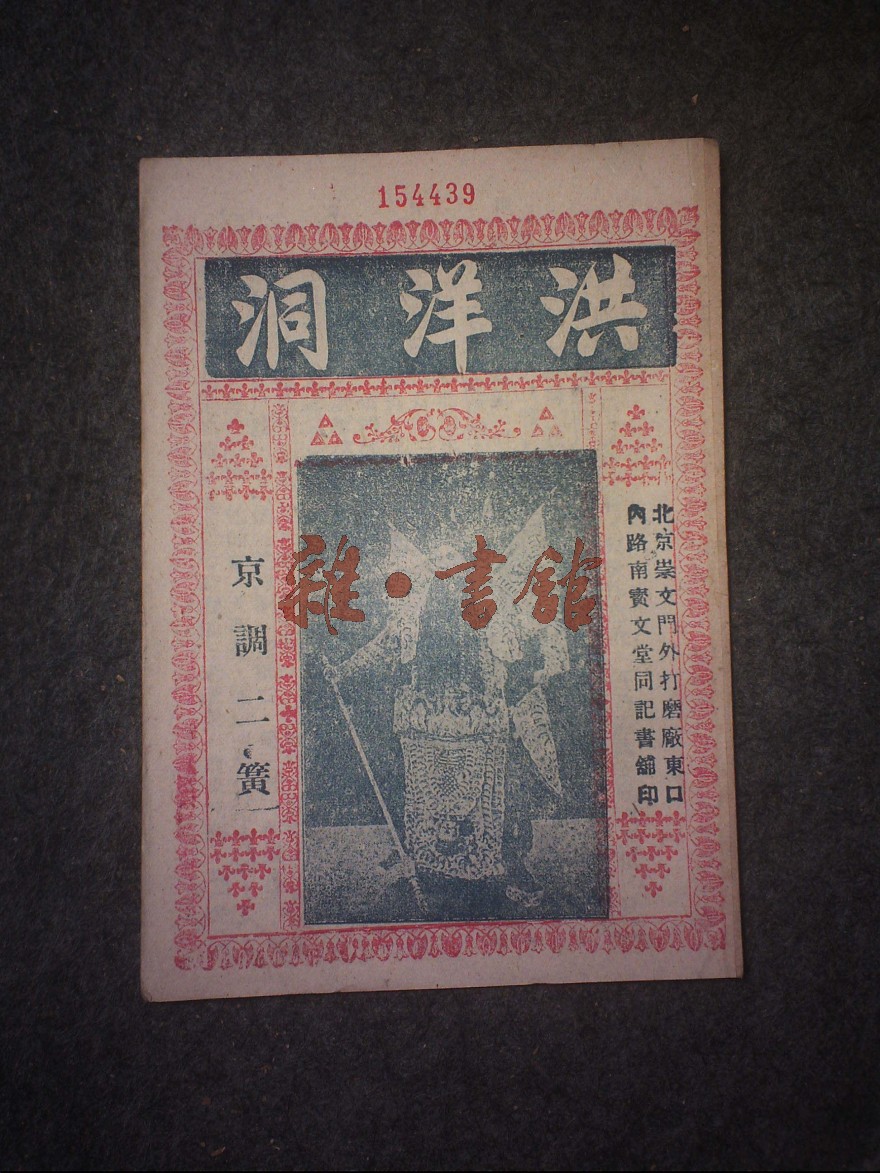 154439
洪洋洞
北京崇文門外打磨廠東口
內路南寶文堂同記書舖印
京調二簧
雜·書館